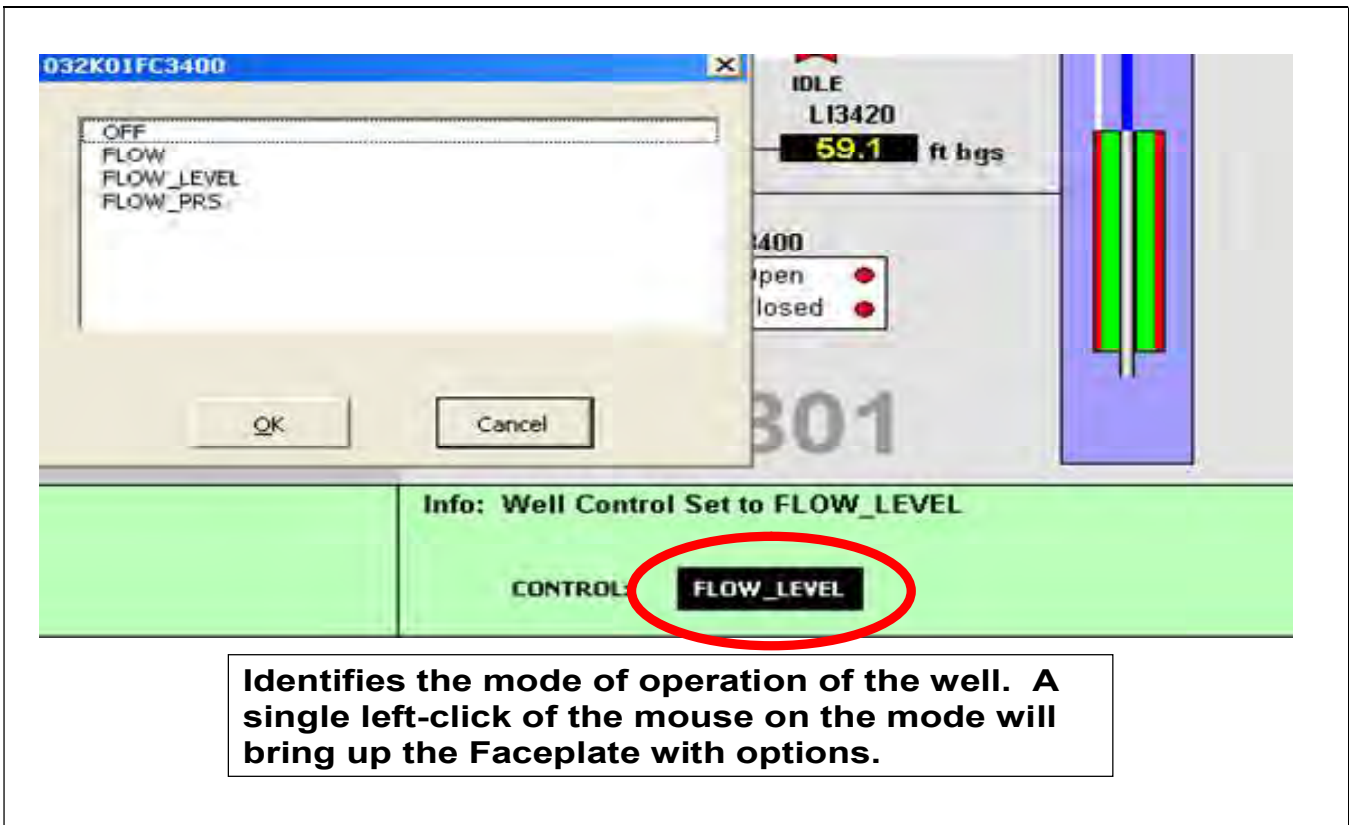 032K01FC3400
OFF
FLOW
FLOW_LEVEL
FLOW_PRS
OK
Cancel
IDLE
LI3420
59.1 ft bgs
3400
pen
losed
301
Info: Well Control Set to FLOW_LEVEL
CONTROL: FLOW_LEVEL
Identifies the mode of operation of the well. A
single left-click of the mouse on the mode will
bring up the Faceplate with options.